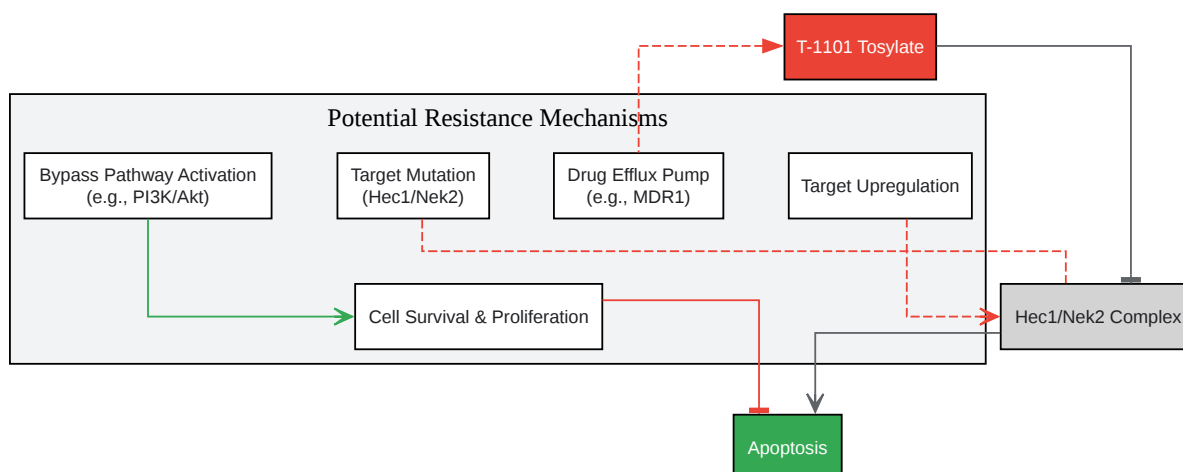 T-1101 Tosylate
Potential Resistance Mechanisms
Bypass Pathway Activation
(e.g., PI3K/Akt)
Target Mutation
(Hec1/Nek2)
Drug Efflux Pump
(e.g., MDR1)
Target Upregulation
Cell Survival & Proliferation
Hec1/Nek2 Complex
Apoptosis